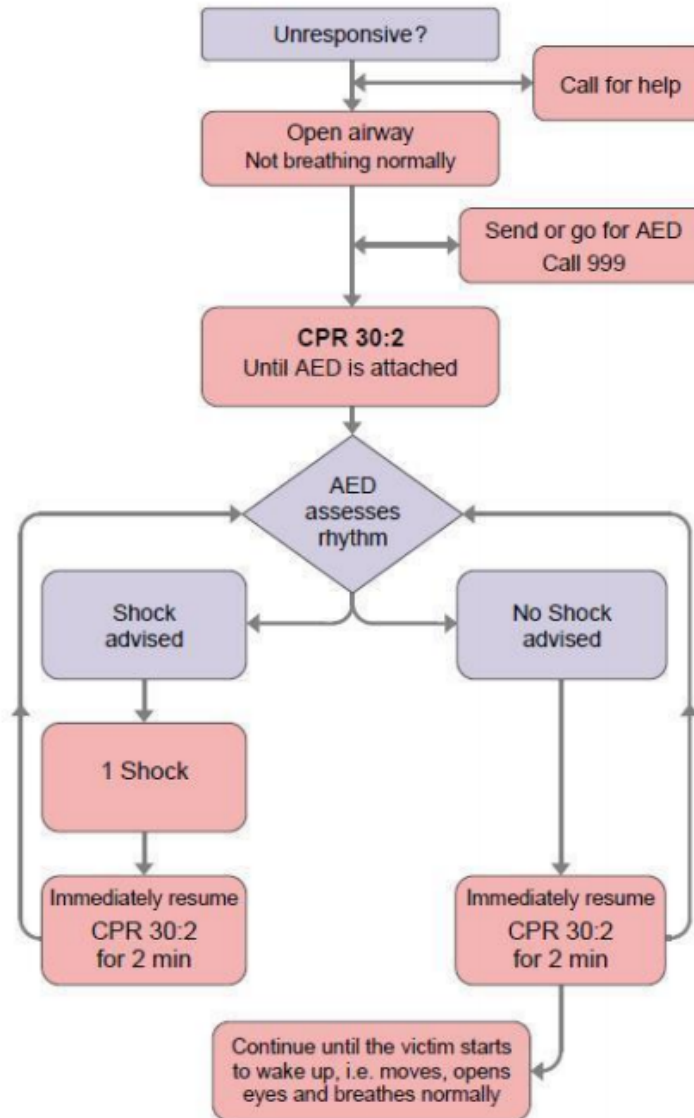 Unresponsive?
Call for help
Open airway
Not breathing normally
Send or go for AED
Call 999
CPR 30:2
Until AED is attached
AED
assesses
rhythm
Shock
advised
No Shock
advised
1 Shock
Immediately resume
CPR 30:2
for 2 min
Immediately resume
CPR 30:2
for 2 min
Continue until the victim starts
to wake up, i.e. moves, opens
eyes and breathes normally